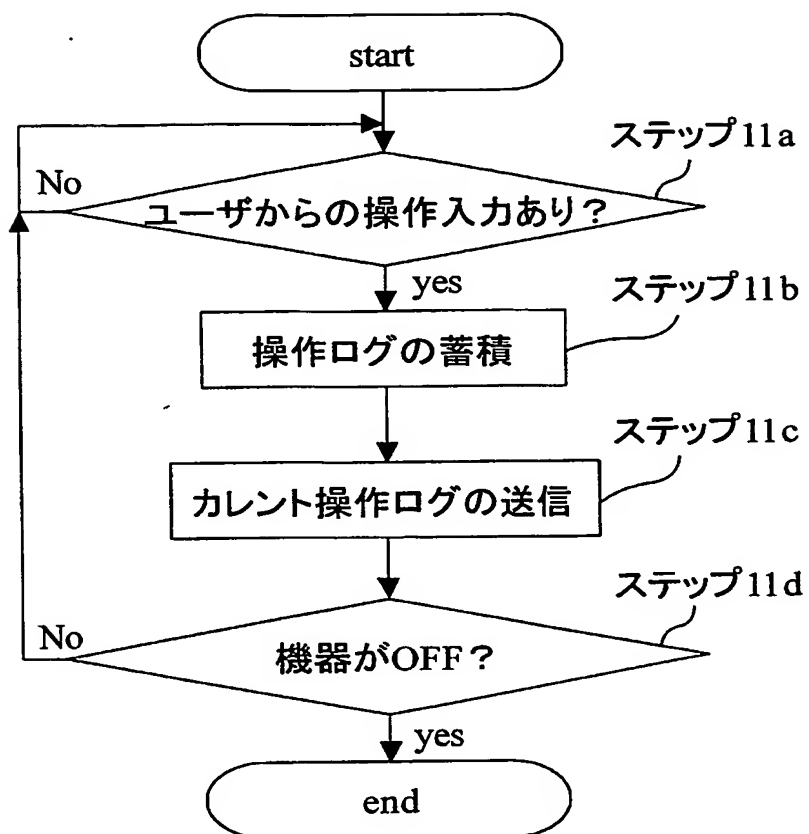 start
ステップ11a
No
ユーザからの操作入力あり?
yes
ステップ11b
操作ログの蓄積
ステップ11c
カレント操作ログの送信
ステップ11d
No
機器がOFF?
yes
end